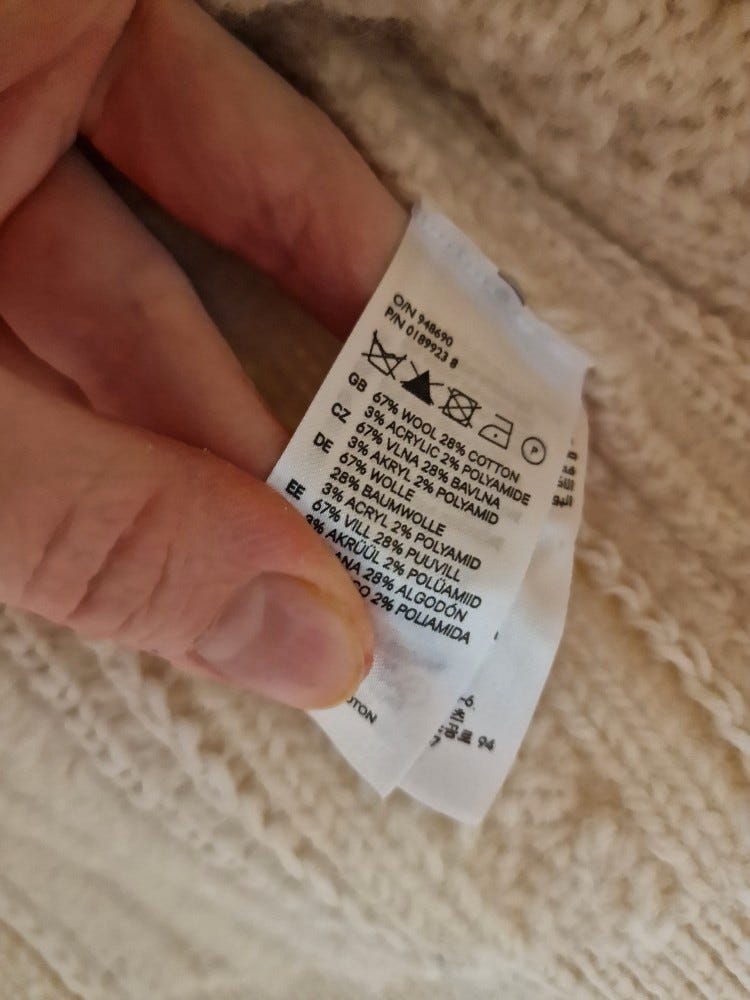 O/N 948690
P/N 0189923 8
P
GB 67% WOOL 28% COTTON
3% ACRYLIC 2% POLYAMIDE
CZ 67% VLNA 28% BAVLNA
3% AKRYL 2% POLYAMID
DE 67% WOLLE
28% BAUMWOLLE
3% ACRYL 2% POLYAMID
EE 67% VILL 28% PUUVILL
3% AKRÜÜL 2% POLÜAMIID
28% ALGODÓN
2% POLIAMIDA
94